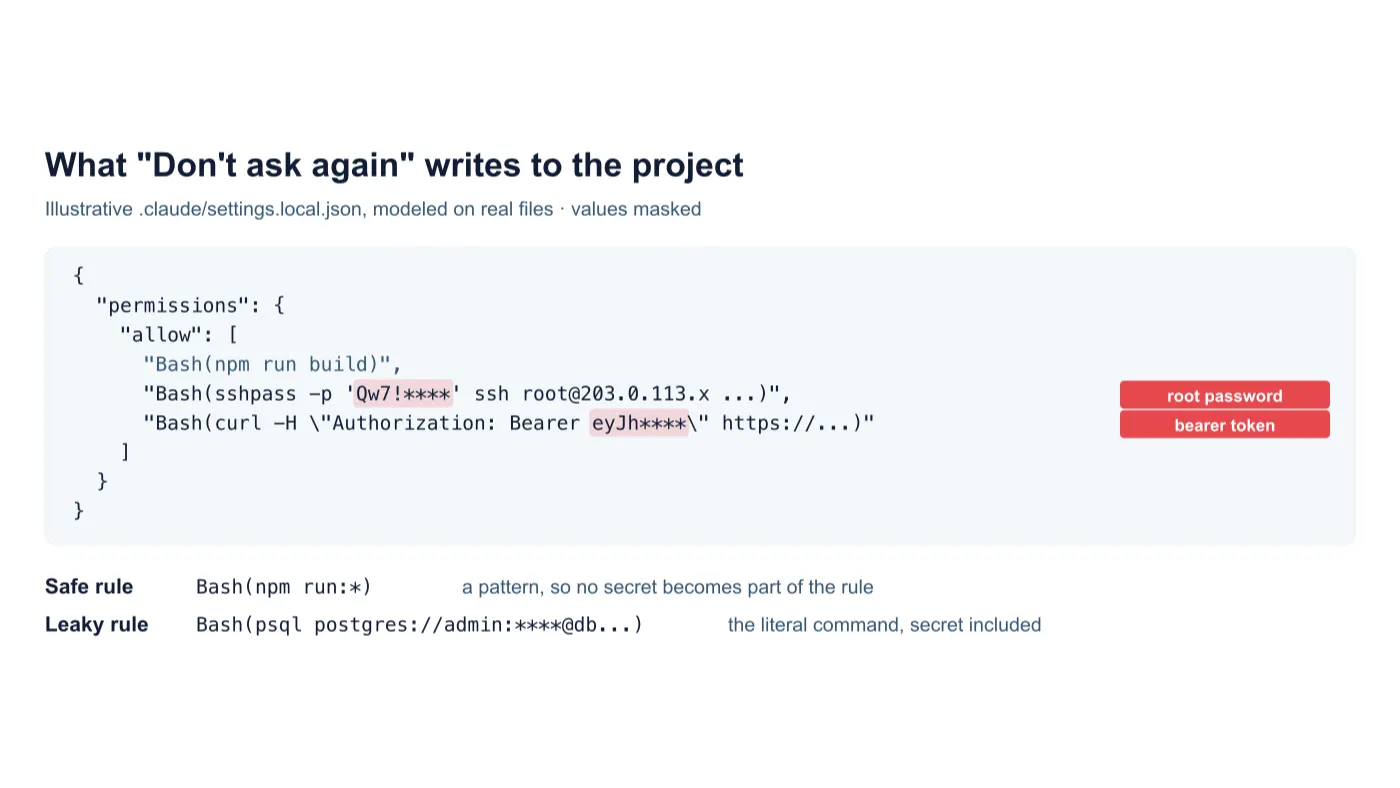 What "Don't ask again" writes to the project
Illustrative .claude/settings.local.json, modeled on real files · values masked
{
  "permissions": {
    "allow": [
      "Bash(npm run build)",
      "Bash(sshpass -p 'Qw7!****' ssh root@203.0.113.x ...)", root password
      "Bash(curl -H \"Authorization: Bearer eyJh****\" https://...)" bearer token
    ]
  }
}
Safe rule Bash(npm run:*) a pattern, so no secret becomes part of the rule
Leaky rule Bash(psql postgres://admin:****@db...) the literal command, secret included